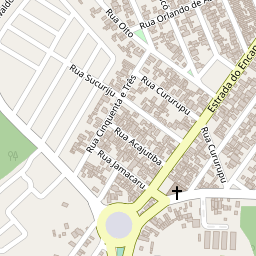 Rua Oito
Rua Orlando de A
Rua Sucuriju
Rua Cururupu
Rua Cinquenta e Três
Estrada do Encan
Rua Acajutiba
Rua Cururupu
Rua Jamacaru